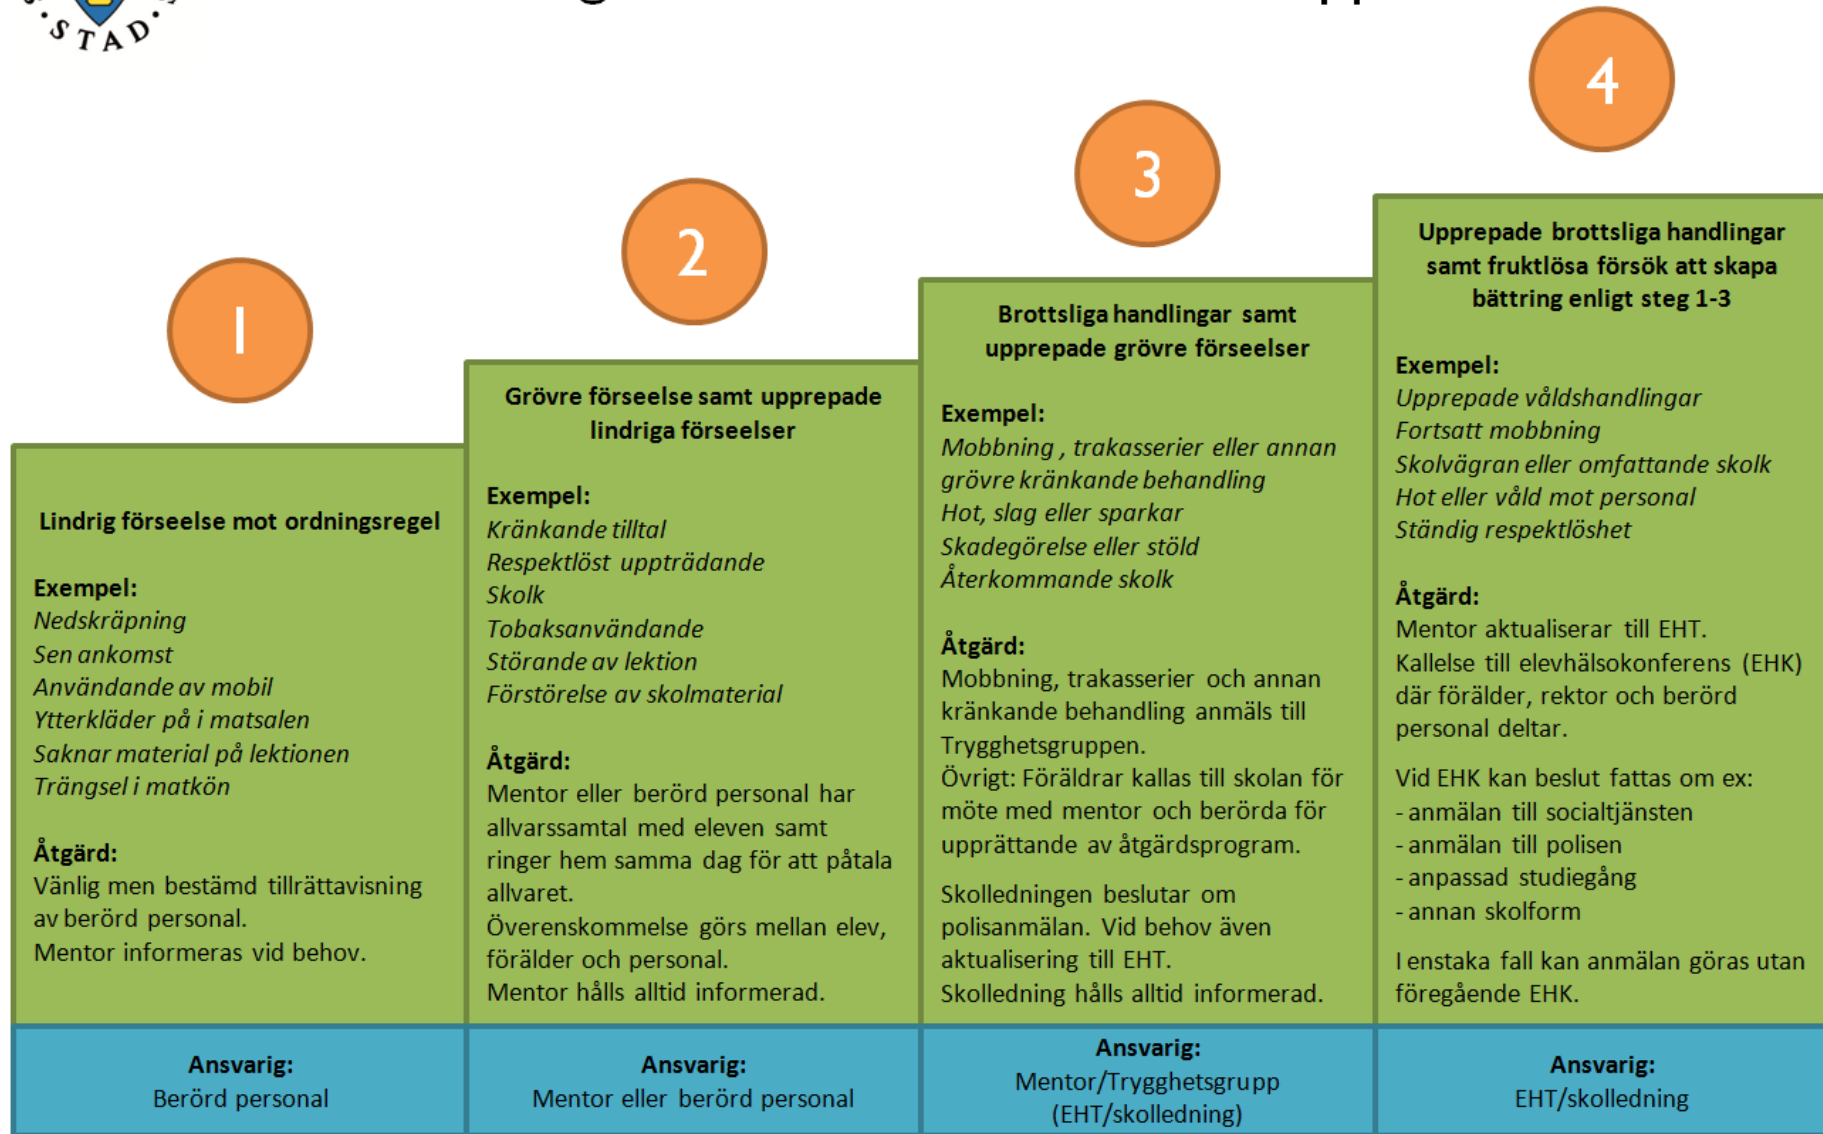 STAD
1
Lindrig förseelse mot ordningsregel
Exempel:
Nedskräpning
Sen ankomst
Användande av mobil
Ytterkläder på i matsalen
Saknar material på lektionen
Trängsel i matkön
Åtgärd:
Vänlig men bestämd tillrättavisning
av berörd personal.
Mentor informeras vid behov.
Ansvarig:
Berörd personal
2
Grövre förseelse samt upprepade
lindriga förseelser
Exempel:
Kränkande tilltal
Respektlöst uppträdande
Skolk
Tobaksanvändande
Störande av lektion
Förstörelse av skolmaterial
Åtgärd:
Mentor eller berörd personal har
allvarssamtal med eleven samt
ringer hem samma dag för att påtala
allvaret.
Överenskommelse görs mellan elev,
förälder och personal.
Mentor hålls alltid informerad.
Ansvarig:
Mentor eller berörd personal
3
Brottsliga handlingar samt
upprepade grövre förseelser
Exempel:
Mobbning , trakasserier eller annan
grövre kränkande behandling
Hot, slag eller sparkar
Skadegörelse eller stöld
Återkommande skolk
Åtgärd:
Mobbning, trakasserier och annan
kränkande behandling anmäls till
Trygghetsgruppen.
Övrigt: Föräldrar kallas till skolan för
möte med mentor och berörda för
upprättande av åtgärdsprogram.
Skolledningen beslutar om
polisanmälan. Vid behov även
aktualisering till EHT.
Skolledning hålls alltid informerad.
Ansvarig:
Mentor/Trygghetsgrupp
(EHT/skolledning)
4
Upprepade brottsliga handlingar
samt fruktlösa försök att skapa
bättring enligt steg 1-3
Exempel:
Upprepade våldshandlingar
Fortsatt mobbning
Skolvägran eller omfattande skolk
Hot eller våld mot personal
Ständig respektlöshet
Åtgärd:
Mentor aktualiserar till EHT.
Kallelse till elevhälsokonferens (EHK)
där förälder, rektor och berörd
personal deltar.
Vid EHK kan beslut fattas om ex:
- anmälan till socialtjänsten
- anmälan till polisen
- anpassad studiegång
- annan skolform
I enstaka fall kan anmälan göras utan
föregående EHK.
Ansvarig:
EHT/skolledning